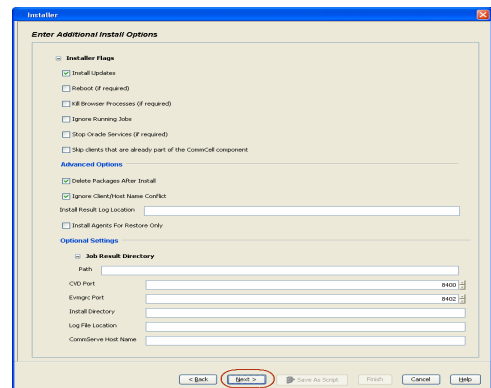 Installer
Enter Additional Install Options
Installer Flags
Install Updates
Reboot (if required)
Kill Browser Processes (if required)
Ignore Running Jobs
Stop Oracle Services (if required)
Skip clients that are already part of the CommCell component
Advanced Options
Delete Packages After Install
Ignore Client/Host Name Conflict
Install Result Log Location
Install Agents For Restore Only
Optional Settings
Job Result Directory
Path
CVD Port 8400
Evmgrc Port 8402
Install Directory
Log File Location
CommServe Host Name
< Back Next > Save As Script Finish Cancel Help